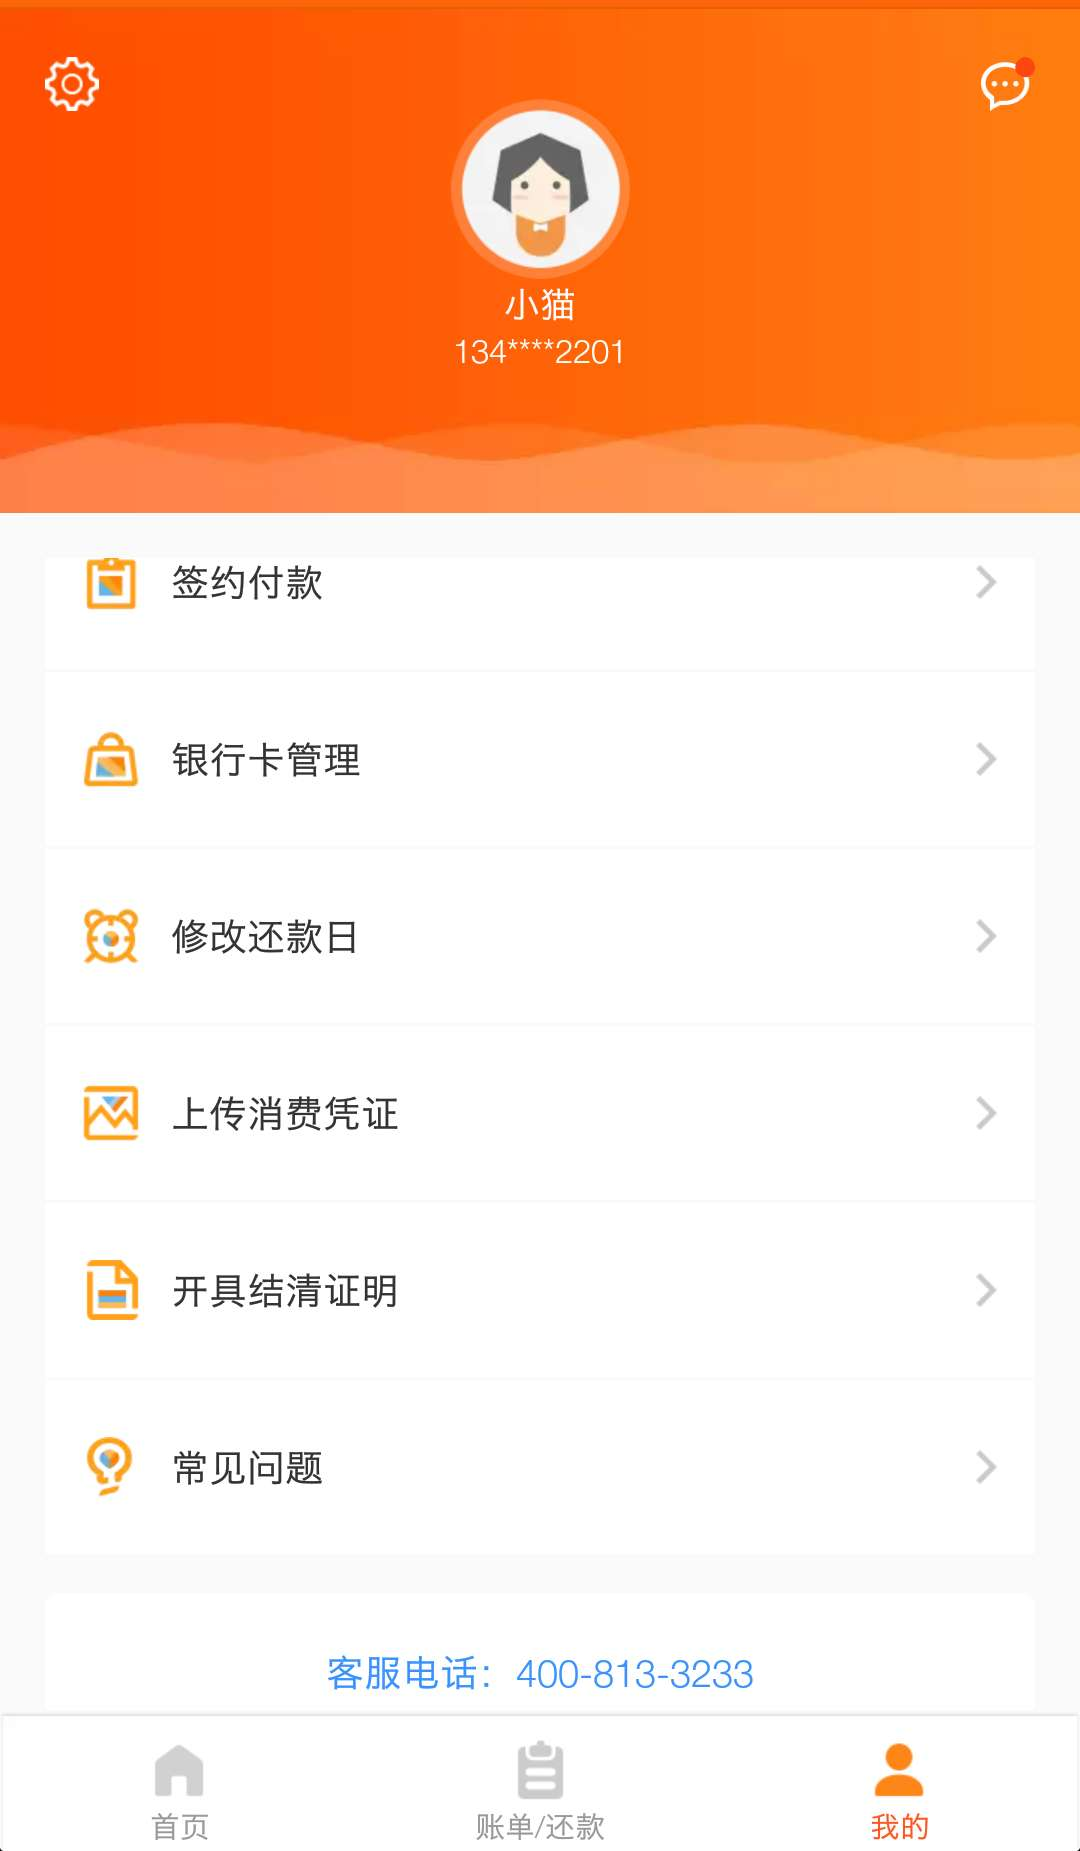 小猫
134****2201
签约付款
银行卡管理
修改还款日
上传消费凭证
开具结清证明
常见问题
客服电话：400-813-3233
首页
账单/还款
我的